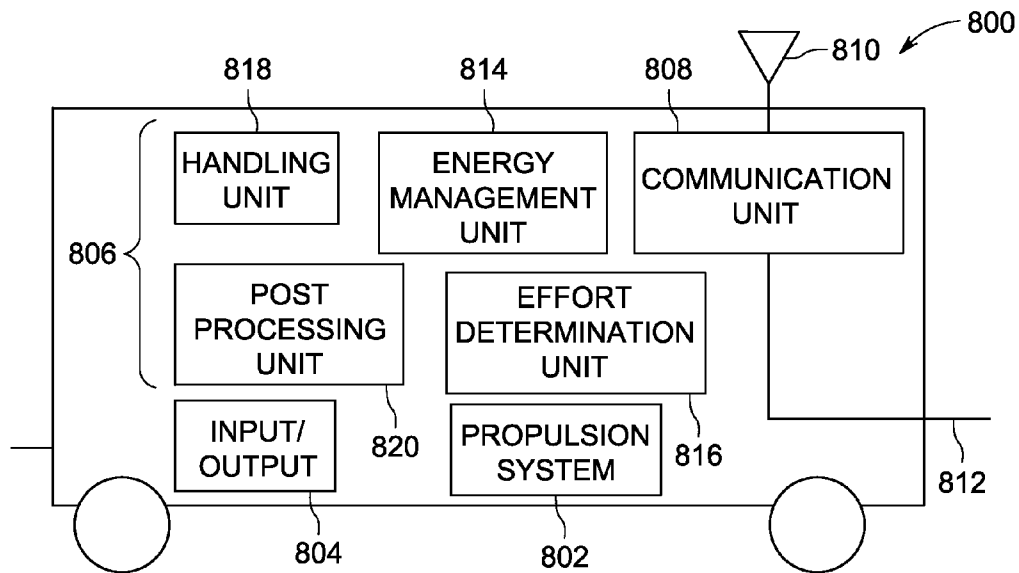 800
810
818
814
808
HANDLING
UNIT
ENERGY
MANAGEMENT
UNIT
COMMUNICATION
UNIT
806
POST
PROCESSING
UNIT
EFFORT
DETERMINATION
UNIT
INPUT/
OUTPUT
820
PROPULSION
SYSTEM
816
812
804
802